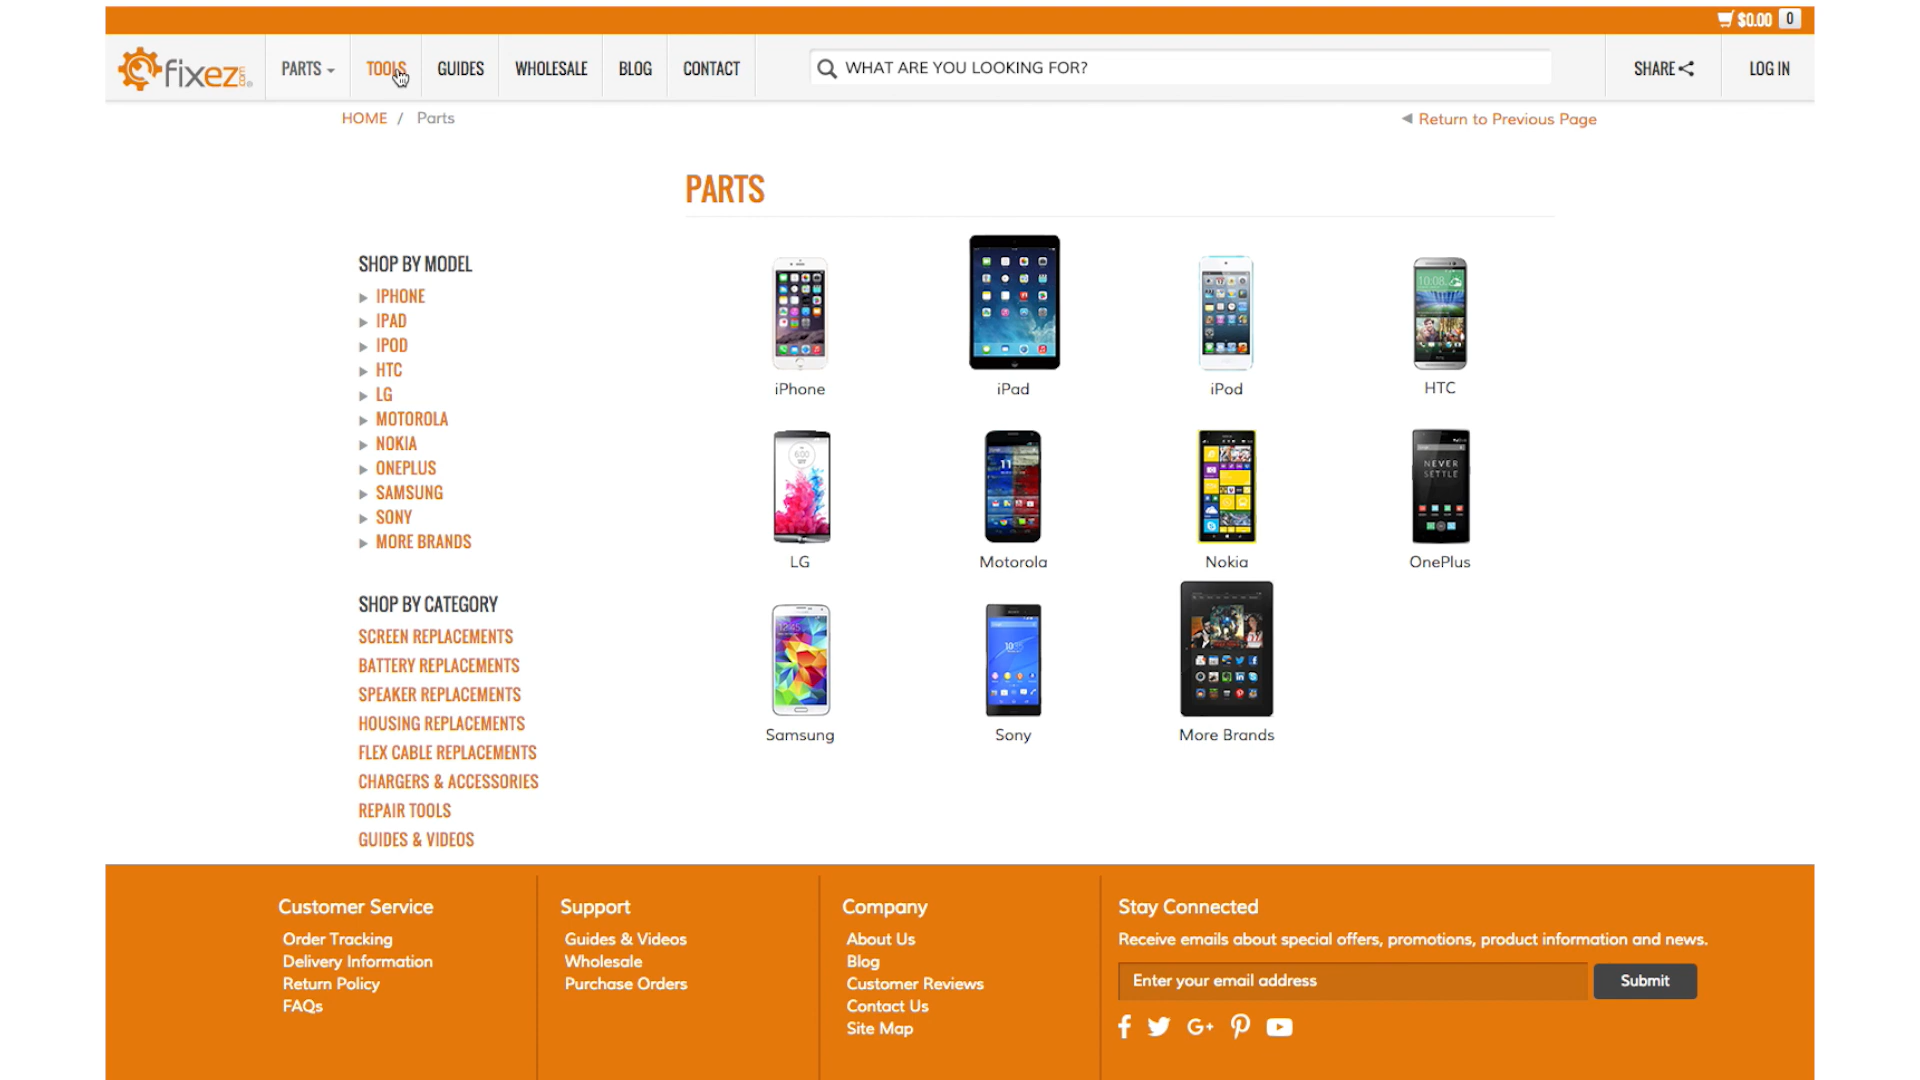 $0.00 0
fixez.com®
PARTS
TOOLS
GUIDES
WHOLESALE
BLOG
CONTACT
WHAT ARE YOU LOOKING FOR?
SHARE
LOG IN
HOME / Parts
Return to Previous Page
PARTS
SHOP BY MODEL
IPHONE
IPAD
IPOD
HTC
LG
MOTOROLA
NOKIA
ONEPLUS
SAMSUNG
SONY
MORE BRANDS
SHOP BY CATEGORY
SCREEN REPLACEMENTS
BATTERY REPLACEMENTS
SPEAKER REPLACEMENTS
HOUSING REPLACEMENTS
FLEX CABLE REPLACEMENTS
CHARGERS & ACCESSORIES
REPAIR TOOLS
GUIDES & VIDEOS
iPhone
iPad
iPod
10:08
HTC
6:00
LG
11
Motorola
Nokia
NEVER
SETTLE
OnePlus
Samsung
Sony
More Brands
Customer Service
Order Tracking
Delivery Information
Return Policy
FAQs
Support
Guides & Videos
Wholesale
Purchase Orders
Company
About Us
Blog
Customer Reviews
Contact Us
Site Map
Stay Connected
Receive emails about special offers, promotions, product information and news.
Enter your email address
Submit